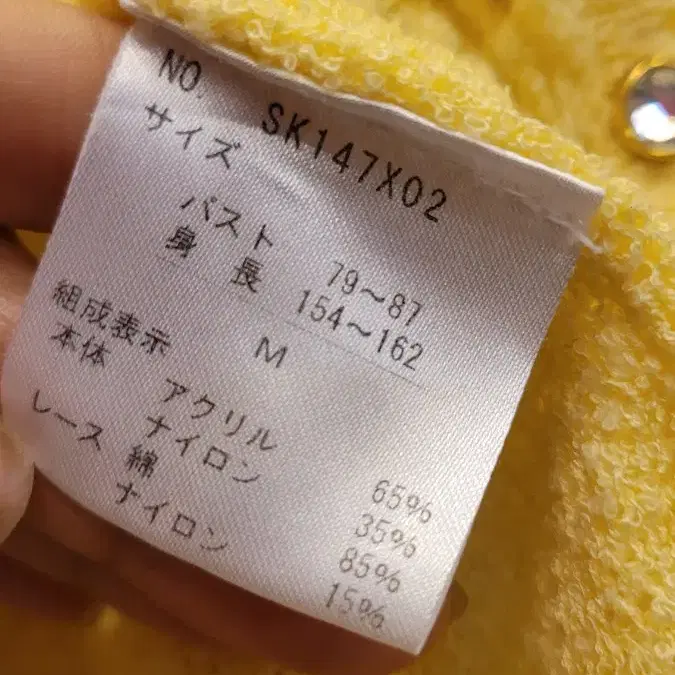 NO. SK147X02
サイズ
バスト 79～87
身長 154～162
M
組成表示
本体 アクリル 65%
ナイロン 35%
レース 綿 85%
ナイロン 15%